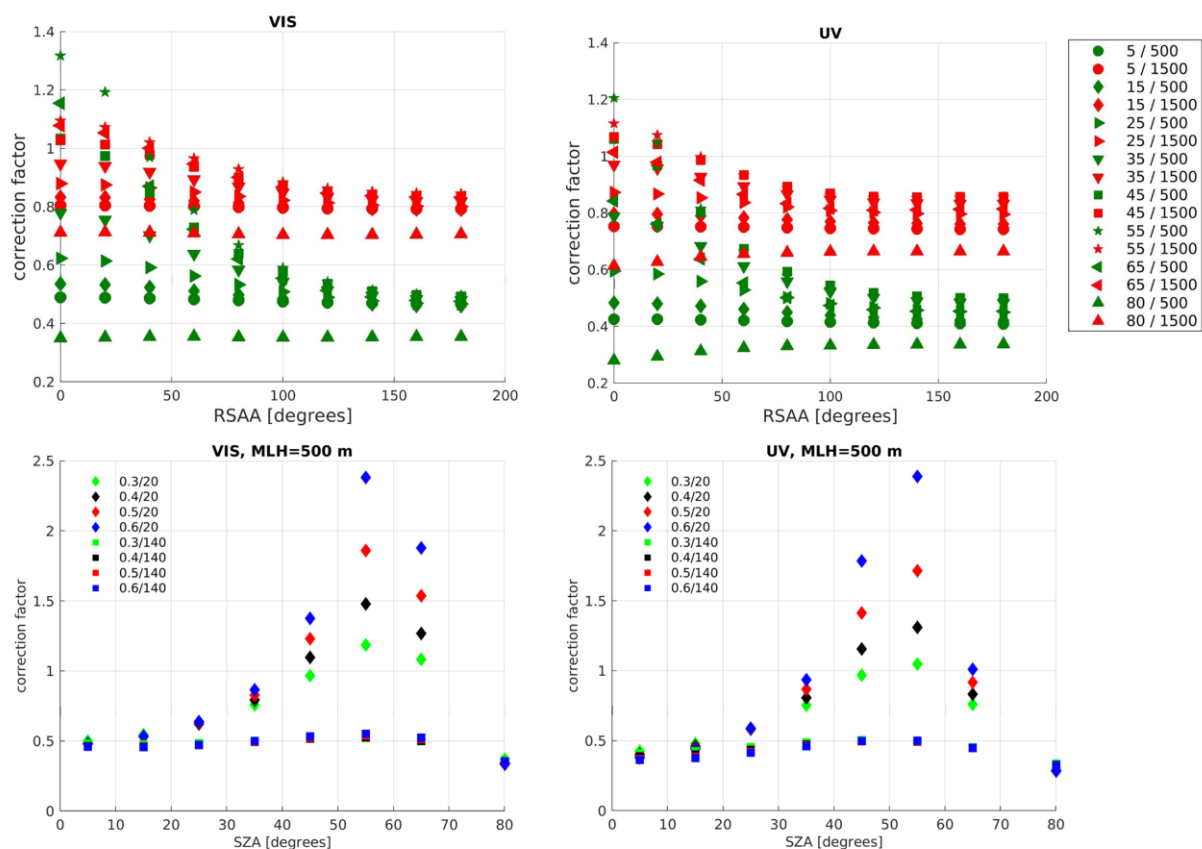 VIS
1.4
1.2
1
0.8
0.6
0.4
0.2
correction factor
0
50
100
150
200
RSAA [degrees]
UV
1.4
1.2
1
0.8
0.6
0.4
0.2
correction factor
0
50
100
150
200
RSAA [degrees]
5 / 500
5 / 1500
15 / 500
15 / 1500
25 / 500
25 / 1500
35 / 500
35 / 1500
45 / 500
45 / 1500
55 / 500
55 / 1500
65 / 500
65 / 1500
80 / 500
80 / 1500
VIS, MLH=500 m
2.5
2
1.5
1
0.5
0
correction factor
0.3/20
0.4/20
0.5/20
0.6/20
0.3/140
0.4/140
0.5/140
0.6/140
0
10
20
30
40
50
60
70
80
SZA [degrees]
UV, MLH=500 m
2.5
2
1.5
1
0.5
0
correction factor
0.3/20
0.4/20
0.5/20
0.6/20
0.3/140
0.4/140
0.5/140
0.6/140
0
10
20
30
40
50
60
70
80
SZA [degrees]